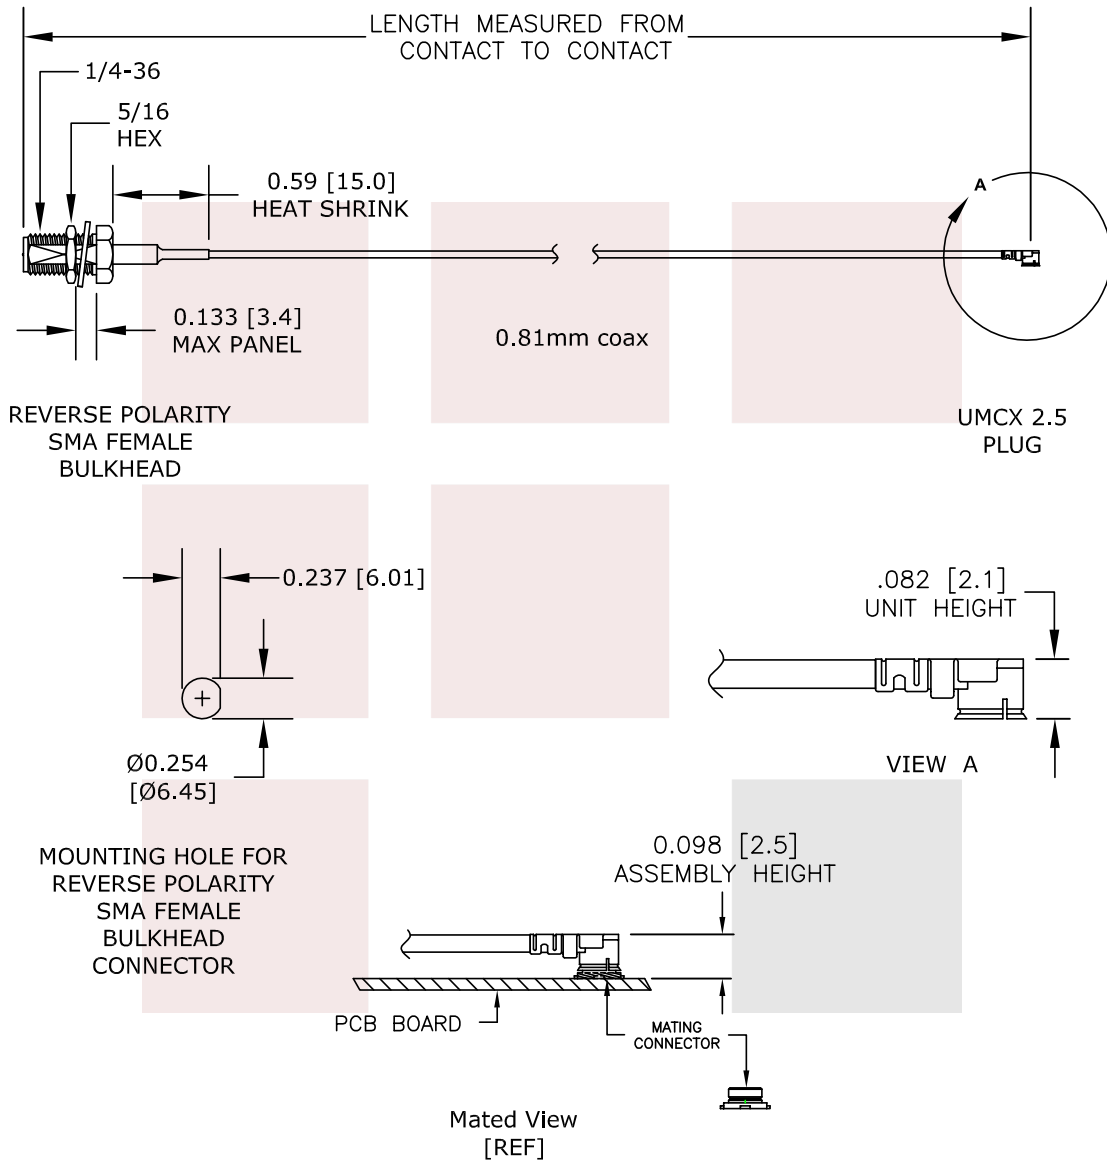 LENGTH MEASURED FROM
CONTACT TO CONTACT
1/4-36
5/16
HEX
0.59 [15.0]
HEAT SHRINK
A
0.133 [3.4]
MAX PANEL
0.81mm coax
REVERSE POLARITY
SMA FEMALE
BULKHEAD
UMCX 2.5
PLUG
0.237 [6.01]
.082 [2.1]
UNIT HEIGHT
Ø0.254
[Ø6.45]
VIEW A
MOUNTING HOLE FOR
REVERSE POLARITY
SMA FEMALE
BULKHEAD
CONNECTOR
0.098 [2.5]
ASSEMBLY HEIGHT
PCB BOARD
MATING
CONNECTOR
Mated View
[REF]